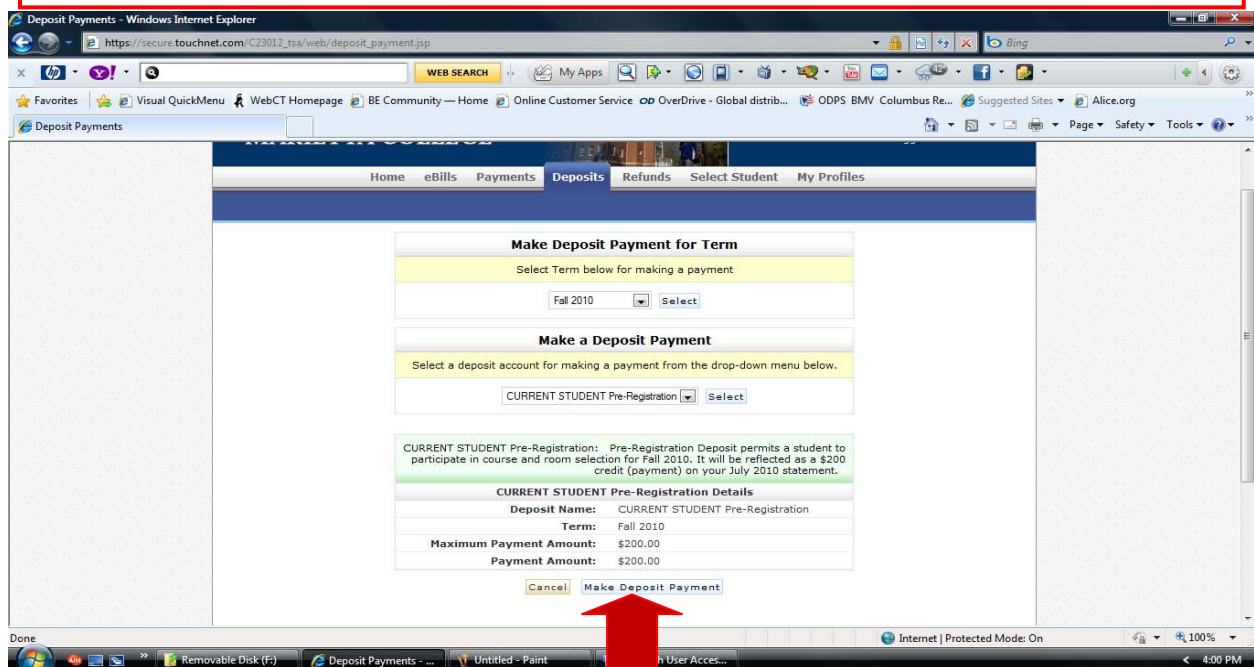 Deposit Payments - Windows Internet Explorer
https://secure.touchnet.com/C23012_tsa/web/deposit_payment.jsp
Bing
WEB SEARCH My Apps
Favorites Visual QuickMenu WebCT Homepage BE Community — Home Online Customer Service OD OverDrive - Global distrib... ODPS BMV Columbus Re... Suggested Sites Alice.org
Deposit Payments Page Safety Tools
MARIETTA COLLEGE
Home eBills Payments Deposits Refunds Select Student My Profiles
Make Deposit Payment for Term
Select Term below for making a payment
Fall 2010 Select
Make a Deposit Payment
Select a deposit account for making a payment from the drop-down menu below.
CURRENT STUDENT Pre-Registration Select
CURRENT STUDENT Pre-Registration: Pre-Registration Deposit permits a student to
participate in course and room selection for Fall 2010. It will be reflected as a $200
credit (payment) on your July 2010 statement.
CURRENT STUDENT Pre-Registration Details
Deposit Name: CURRENT STUDENT Pre-Registration
Term: Fall 2010
Maximum Payment Amount: $200.00
Payment Amount: $200.00
Cancel Make Deposit Payment
Done Internet | Protected Mode: On 100%
Removable Disk (F:) Deposit Payments - ... Untitled - Paint h User Acces... 4:00 PM